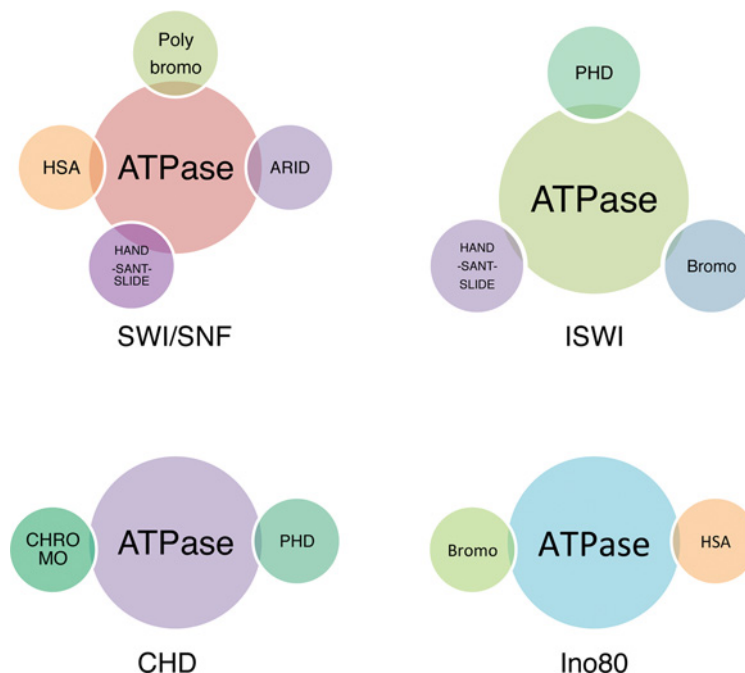 Poly
bromo
HSA
ATPase
ARID
HAND
-SANT-
SLIDE
SWI/SNF
PHD
ATPase
HAND
-SANT-
SLIDE
Bromo
ISWI
CHRO
MO
ATPase
PHD
CHD
Bromo
ATPase
HSA
Ino80